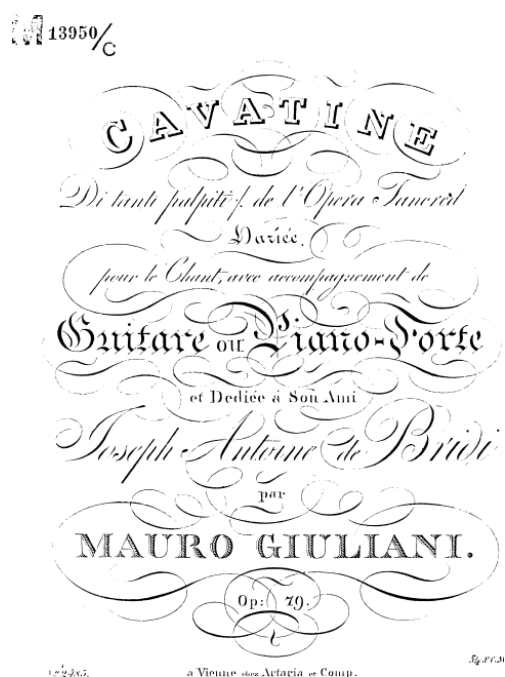 M 13950/C
CAVATINE
Di tanti palpiti /. de l'Opera Tancrèd
Variée.
pour le Chant, avec accompagnement de
Guitare ou Piano-Forte
et Dediée à Son Ami
Joseph Antoine de Bridi
par
MAURO GIULIANI.
Op: 79.
a Vienne chez Artaria et Comp.